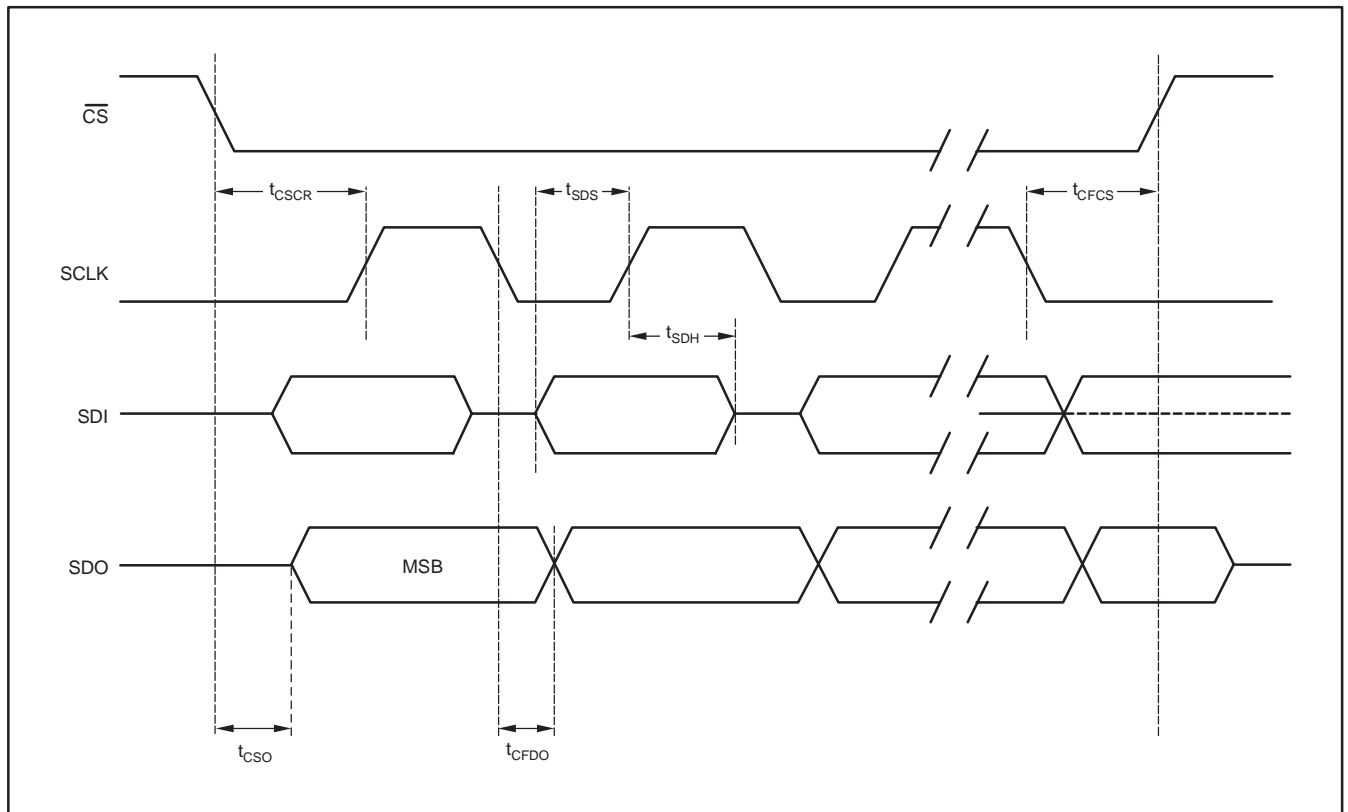 CS
tCSCR
tSDS
tCFCS
SCLK
tSDH
SDI
SDO
MSB
tCSO
tCFDO